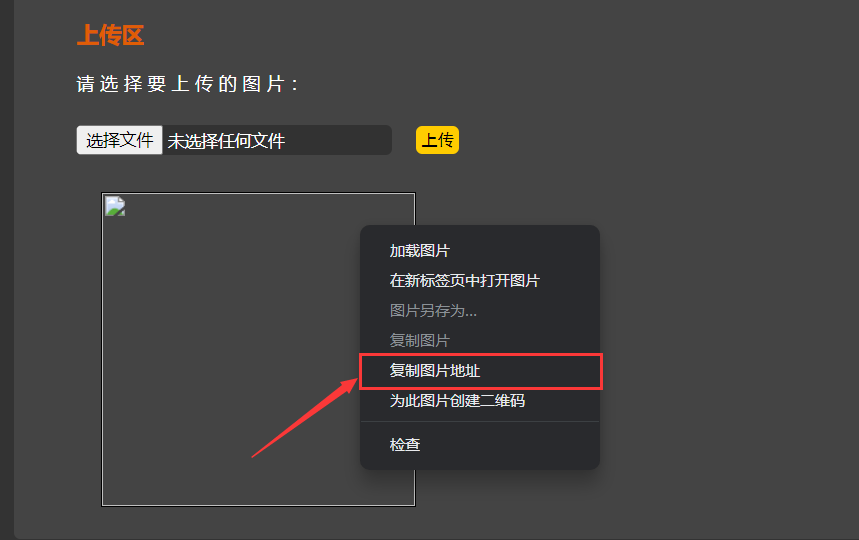 上传区
请选择要上传的图片：
选择文件 未选择任何文件 上传
加载图片
在新标签页中打开图片
图片另存为...
复制图片
复制图片地址
为此图片创建二维码
检查